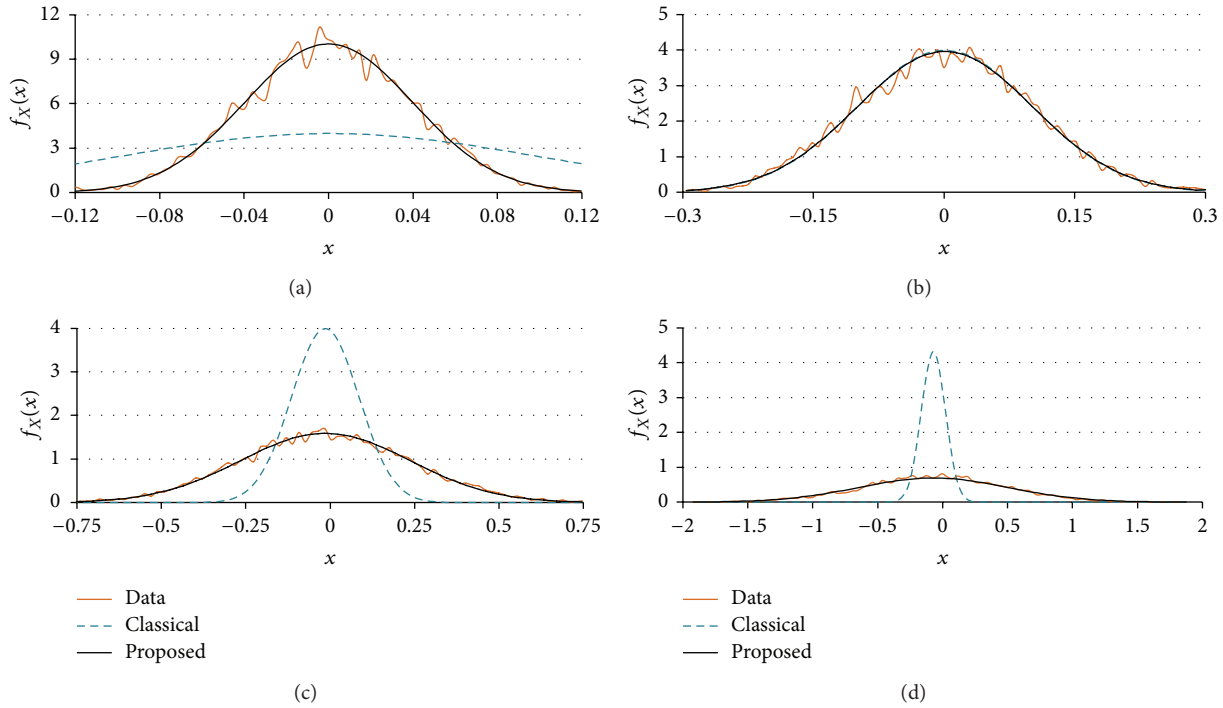 12
9
6
3
0
f_X(x)
−0.12 −0.08 −0.04 0 0.04 0.08 0.12
x
(a)
5
4
3
2
1
0
f_X(x)
−0.3 −0.15 0 0.15 0.3
x
(b)
4
3
2
1
0
f_X(x)
−0.75 −0.5 −0.25 0 0.25 0.5 0.75
x
Data
Classical
Proposed
(c)
5
4
3
2
1
0
f_X(x)
−2 −1.5 −1 −0.5 0 0.5 1 1.5 2
x
Data
Classical
Proposed
(d)